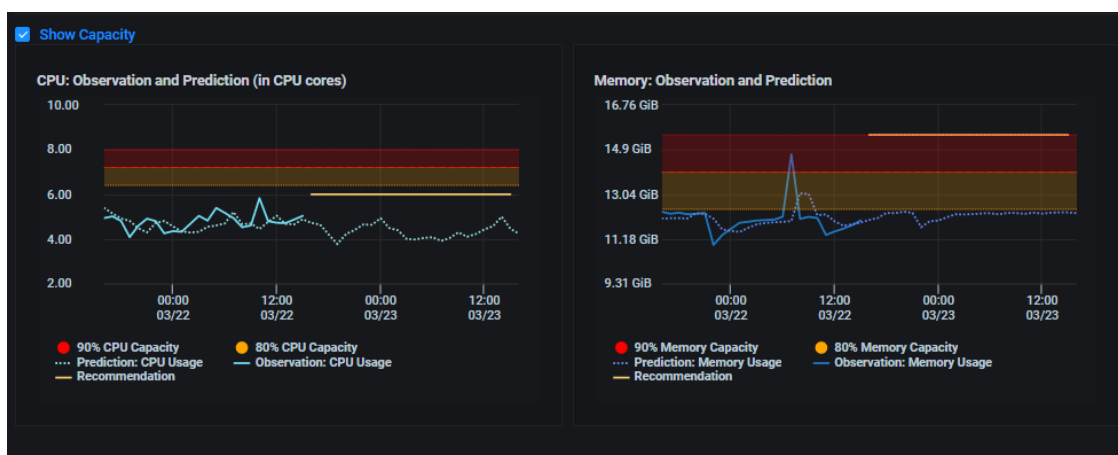 Show Capacity
CPU: Observation and Prediction (in CPU cores)
10.00
8.00
6.00
4.00
2.00
00:00
03/22
12:00
03/22
00:00
03/23
12:00
03/23
90% CPU Capacity
80% CPU Capacity
Prediction: CPU Usage
Observation: CPU Usage
Recommendation
Memory: Observation and Prediction
16.76 GiB
14.9 GiB
13.04 GiB
11.18 GiB
9.31 GiB
00:00
03/22
12:00
03/22
00:00
03/23
12:00
03/23
90% Memory Capacity
80% Memory Capacity
Prediction: Memory Usage
Observation: Memory Usage
Recommendation